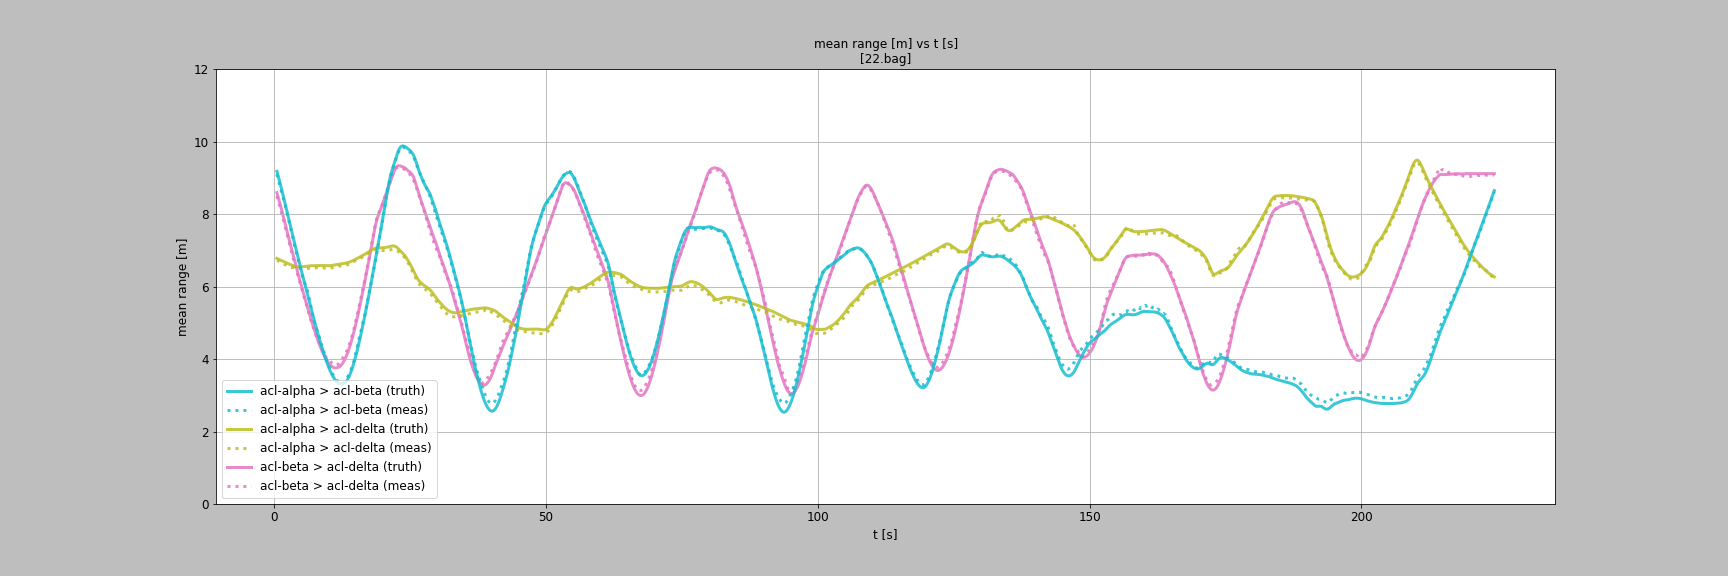 mean range [m] vs t [s]
[22.bag]
12
10
8
6
4
2
0
mean range [m]
acl-alpha > acl-beta (truth)
acl-alpha > acl-beta (meas)
acl-alpha > acl-delta (truth)
acl-alpha > acl-delta (meas)
acl-beta > acl-delta (truth)
acl-beta > acl-delta (meas)
0 50 100 150 200
t [s]